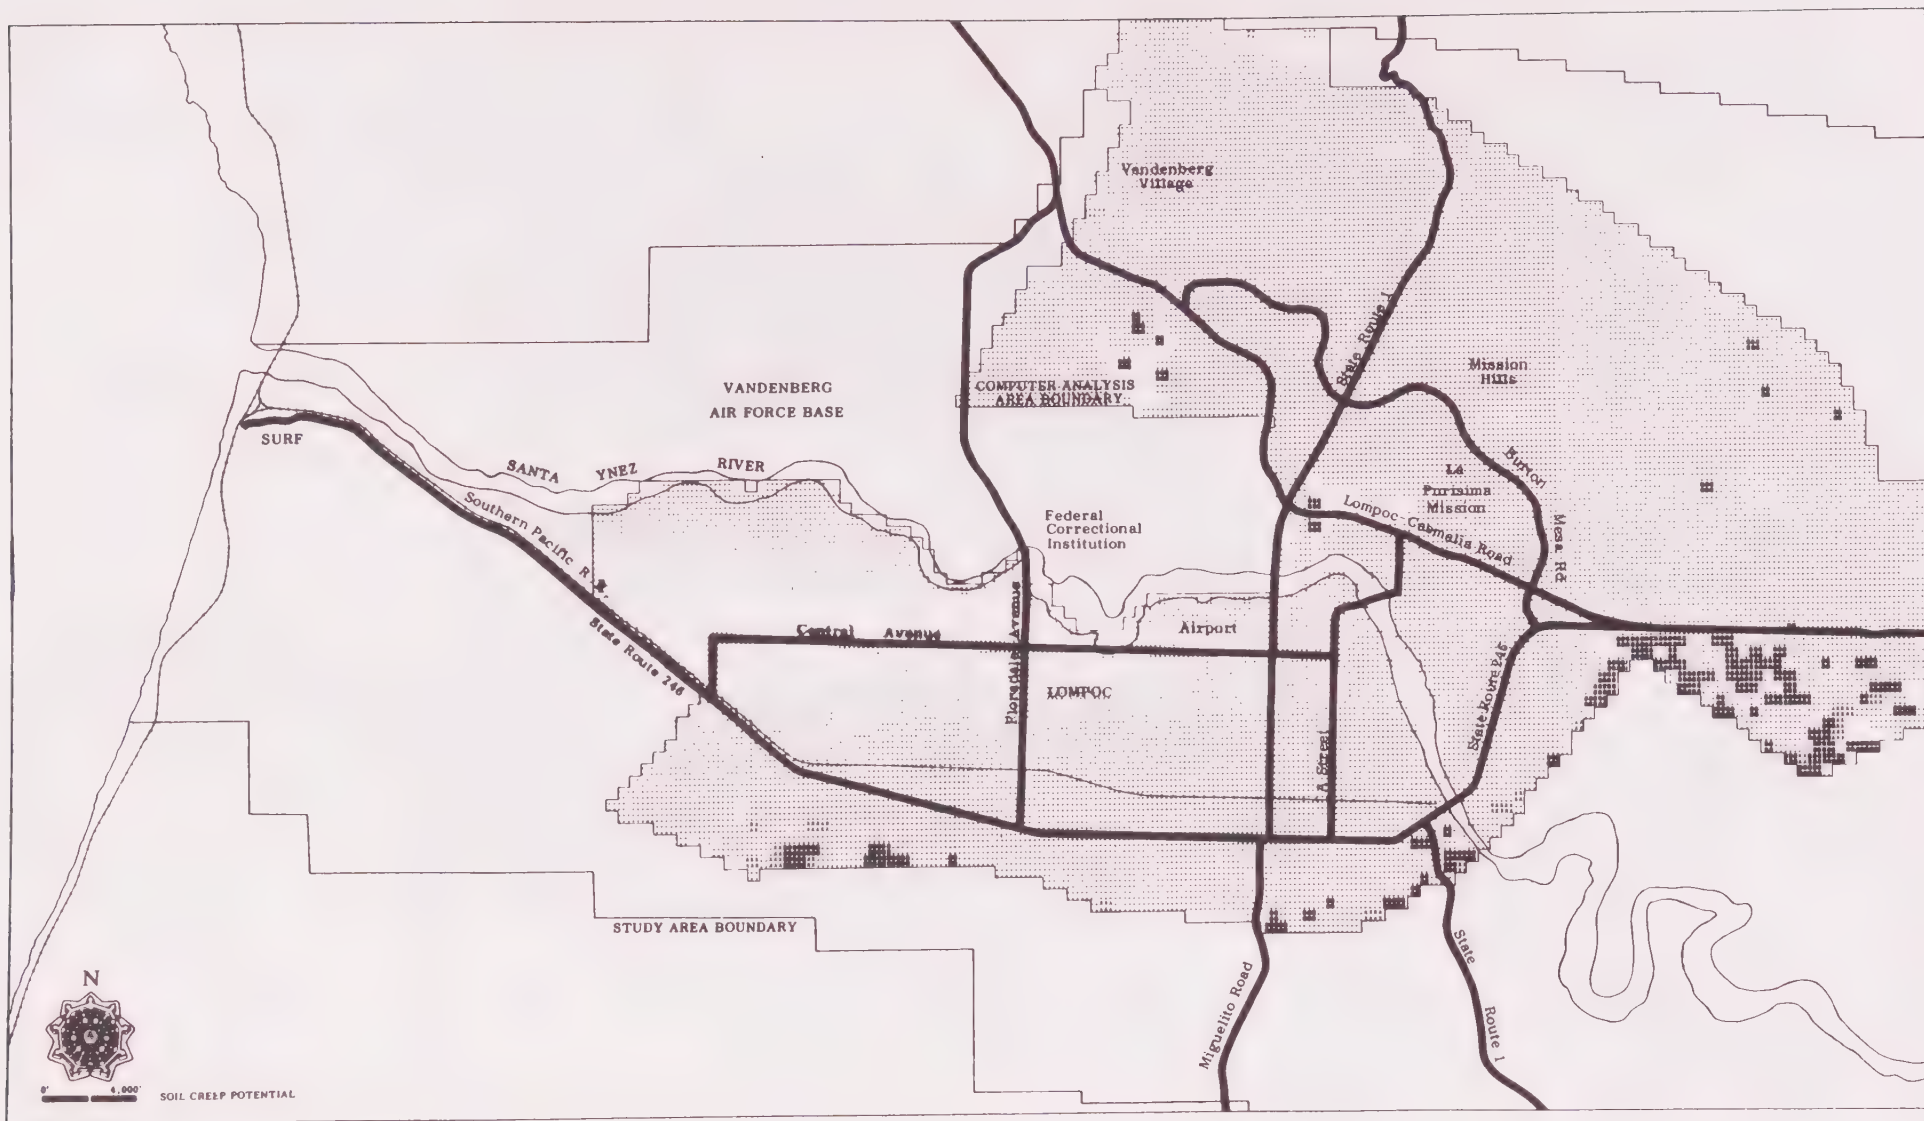 Vandenberg
Village
State Route 1
Mission
Hills
VANDENBERG
AIR FORCE BASE
COMPUTER ANALYSIS
AREA BOUNDARY
SURF
SANTA YNEZ RIVER
Southern Pacific R.R.
Federal
Correctional
Institution
La
Purisima
Mission
Burton Mesa Rd
Lompoc-Casmalia Road
Central Avenue
Airport
Floradale Avenue
State Route 246
LOMPOC
A Street
State Route 246
STUDY AREA BOUNDARY
Miguelito Road
State Route 1
N
0' 4,000'
SOIL CREEP POTENTIAL